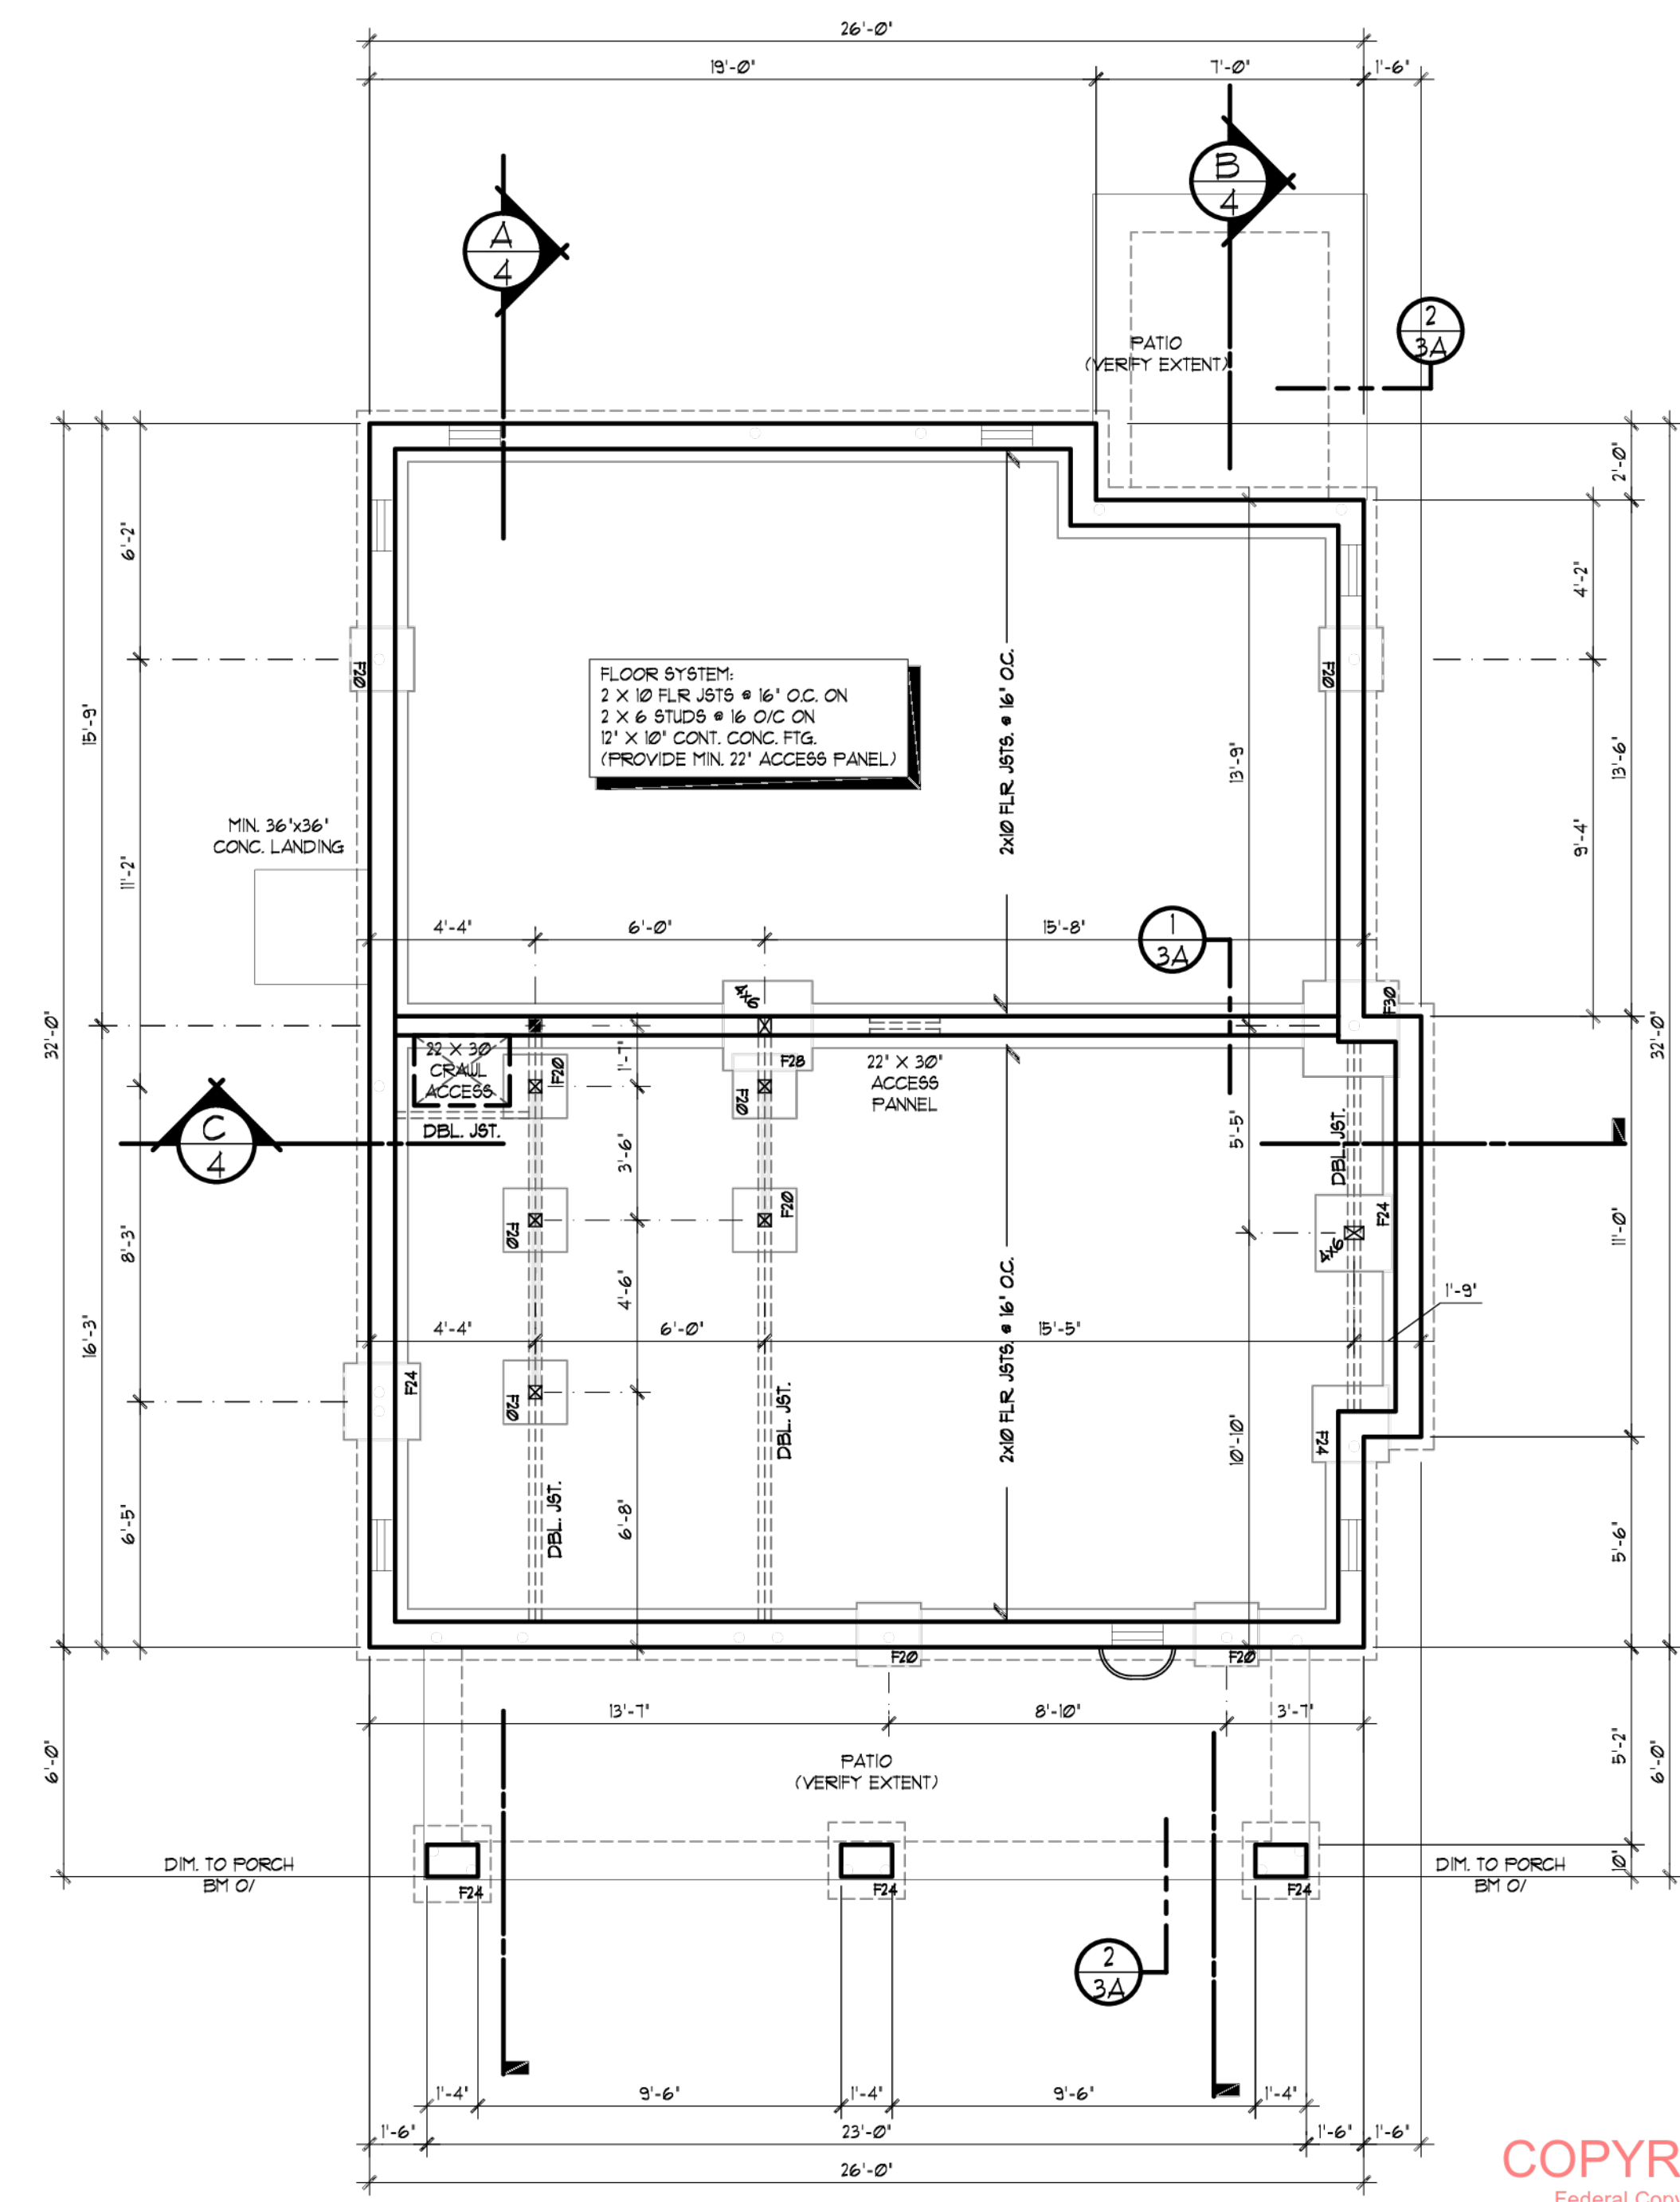 26'-0"
19'-0"
7'-0"
1'-6"
B
4
A
4
2
3A
PATIO
(VERIFY EXTENT)
2'-0"
6'-2"
4'-2"
F20
F20
FLOOR SYSTEM:
2 X 10 FLR JSTS @ 16" O.C. ON
2 X 6 STUDS @ 16 O/C ON
12" X 10" CONT. CONC. FTG.
(PROVIDE MIN. 22" ACCESS PANEL)
2x10 FLR JSTS. @ 16" O.C.
15'-9"
13'-9"
13'-6"
9'-4"
MIN. 36"x36"
CONC. LANDING
11'-2"
4'-4"
6'-0"
15'-8"
1
3A
4x6
F30
32'-0"
32'-0"
22 X 30
CRAWL
ACCESS
F20
1'-7"
F28
F20
22" X 30"
ACCESS
PANNEL
DBL. JST.
C
4
3'-6"
5'-5"
DBL. JST.
F20
F20
F24
4x6
11'-0"
8'-3"
4'-6"
2x10 FLR JSTS. @ 16" O.C.
1'-9"
16'-3"
4'-4"
6'-0"
15'-5"
F24
F20
DBL. JST.
10'-10"
F24
6'-5"
DBL. JST.
6'-8"
5'-6"
F20
F20
13'-7"
8'-10"
3'-7"
6'-0"
5'-2"
6'-0"
PATIO
(VERIFY EXTENT)
DIM. TO PORCH
BM O/
F24
F24
F24
DIM. TO PORCH
BM O/
10"
2
3A
1'-4"
9'-6"
1'-4"
9'-6"
1'-4"
1'-6"
23'-0"
1'-6"
1'-6"
26'-0"
COPYR
Federal Copy